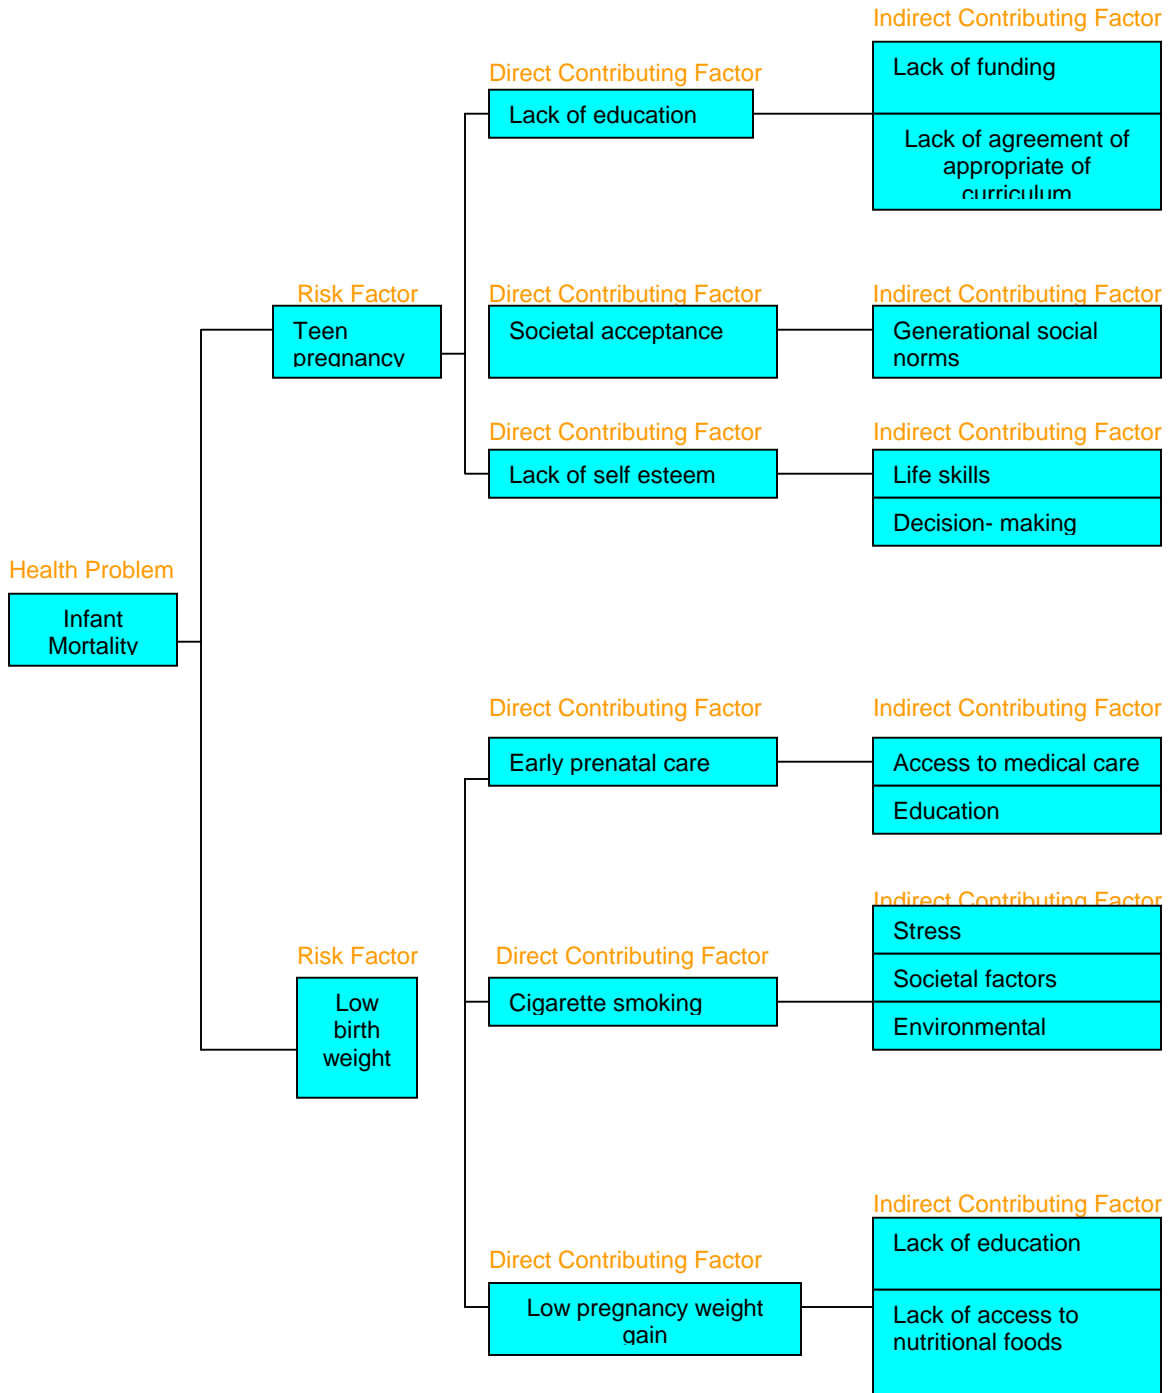 Indirect Contributing Factor
Lack of funding
Direct Contributing Factor
Lack of education
Lack of agreement of
appropriate of
curriculum
Risk Factor
Direct Contributing Factor
Indirect Contributing Factor
Teen
pregnancy
Societal acceptance
Generational social
norms
Direct Contributing Factor
Indirect Contributing Factor
Lack of self esteem
Life skills
Decision- making
Health Problem
Infant
Mortality
Direct Contributing Factor
Indirect Contributing Factor
Early prenatal care
Access to medical care
Education
Indirect Contributing Factor
Stress
Risk Factor
Direct Contributing Factor
Societal factors
Low
birth
weight
Cigarette smoking
Environmental
Indirect Contributing Factor
Lack of education
Direct Contributing Factor
Low pregnancy weight
gain
Lack of access to
nutritional foods